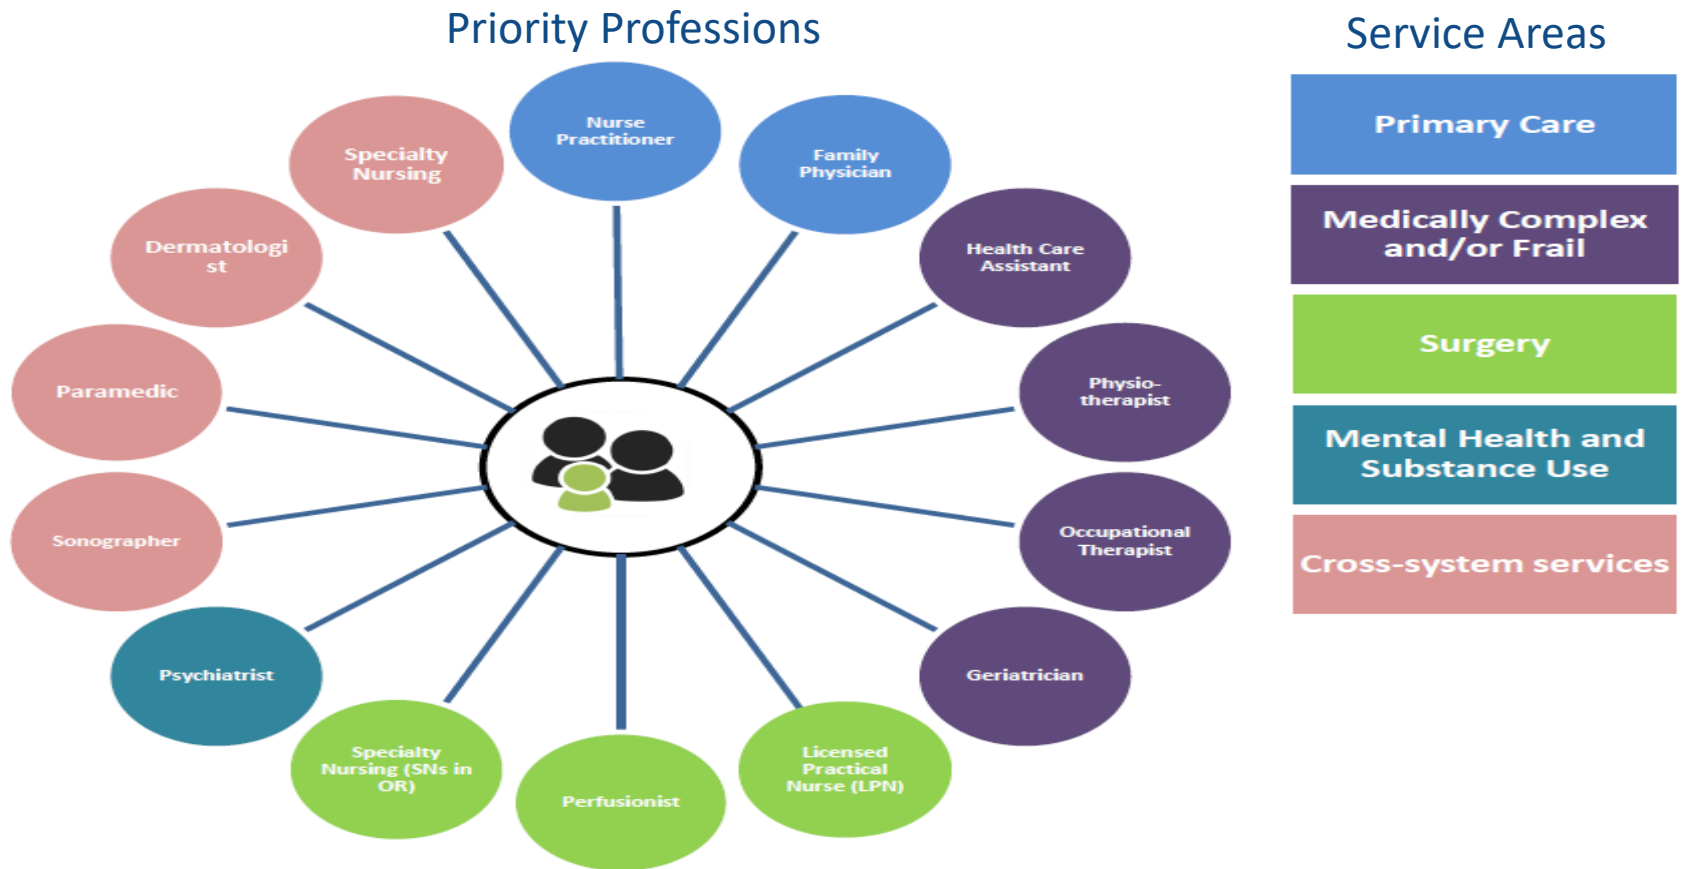 Priority Professions
Service Areas
Nurse
Practitioner
Family
Physician
Health Care
Assistant
Physio-
therapist
Occupational
Therapist
Geriatrician
Licensed
Practical
Nurse (LPN)
Perfusionist
Specialty
Nursing (SNs in
OR)
Psychiatrist
Sonographer
Paramedic
Dermatologi
st
Specialty
Nursing
Primary Care
Medically Complex
and/or Frail
Surgery
Mental Health and
Substance Use
Cross-system services